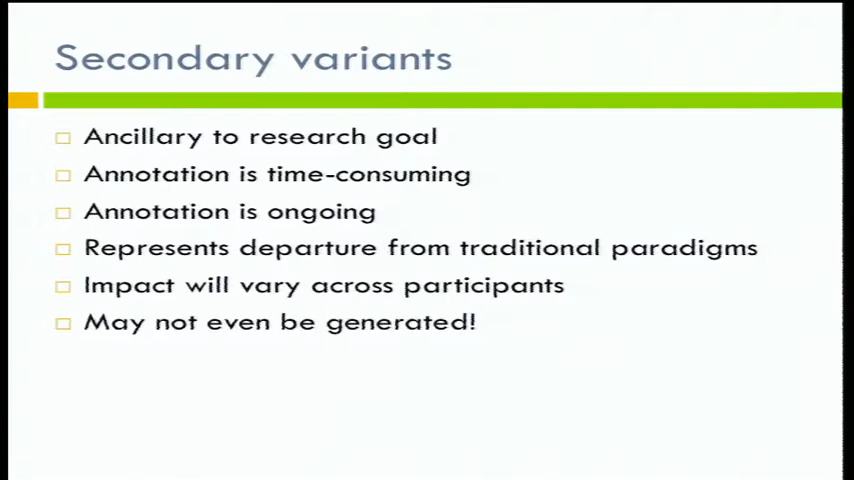 Secondary variants
Ancillary to research goal
Annotation is time-consuming
Annotation is ongoing
Represents departure from traditional paradigms
Impact will vary across participants
May not even be generated!